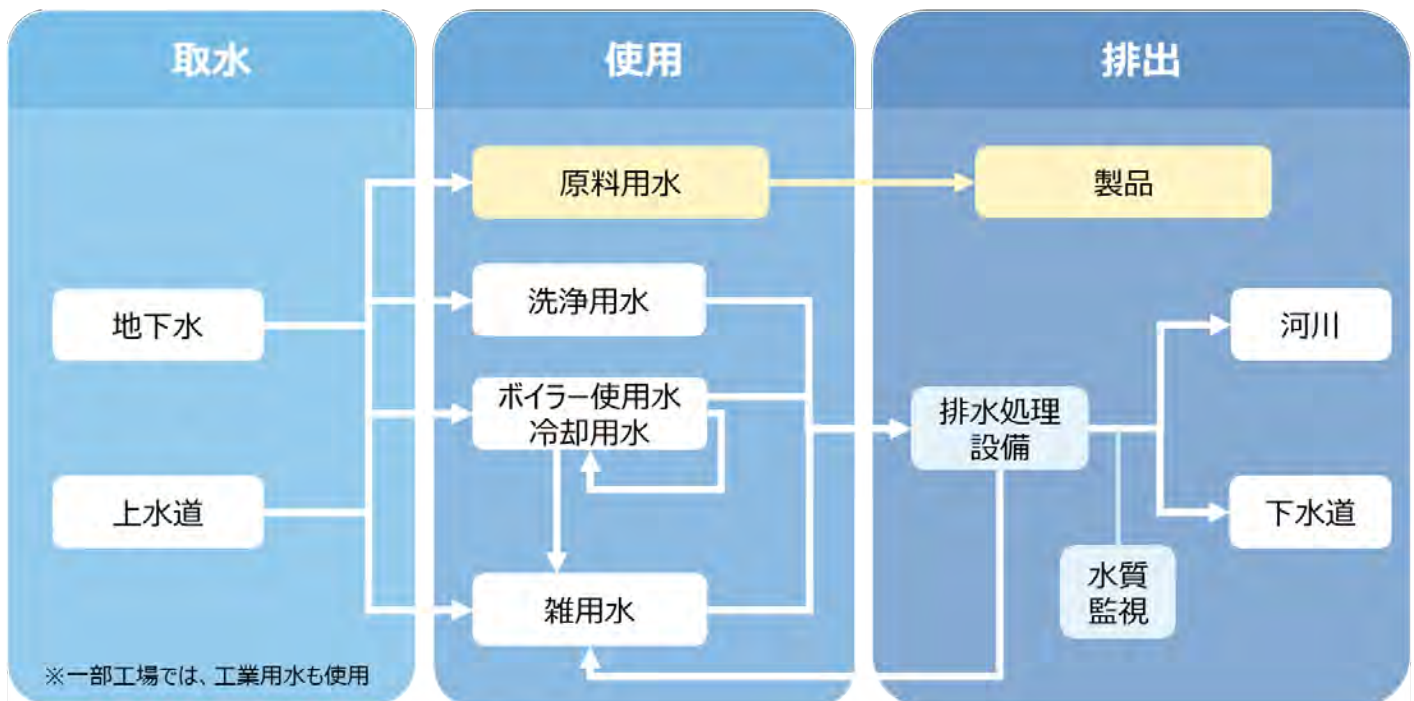 取水
使用
排出
地下水
上水道
※一部工場では、工業用水も使用
原料用水
洗浄用水
ボイラー使用水
冷却用水
雑用水
製品
排水処理
設備
水質
監視
河川
下水道